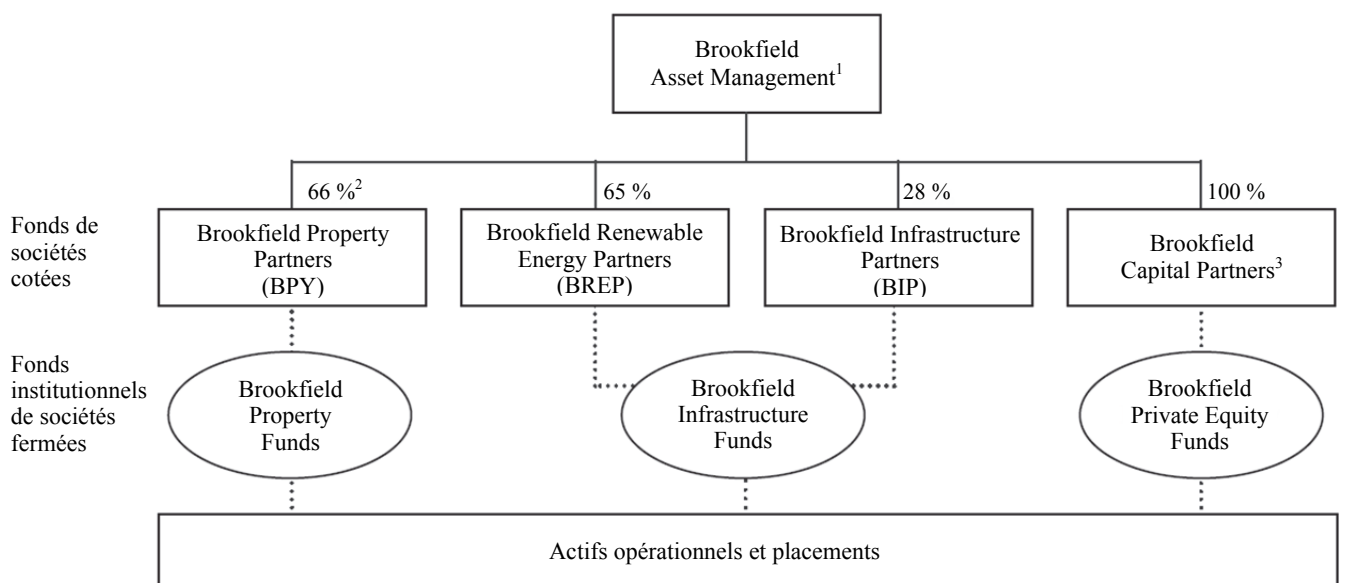 Brookfield
Asset Management¹
66 %²
65 %
28 %
100 %
Fonds de
sociétés
cotées
Brookfield Property
Partners
(BPY)
Brookfield Renewable
Energy Partners
(BREP)
Brookfield Infrastructure
Partners
(BIP)
Brookfield
Capital Partners³
Fonds
institutionnels
de sociétés
fermées
Brookfield
Property
Funds
Brookfield
Infrastructure
Funds
Brookfield
Private Equity
Funds
Actifs opérationnels et placements